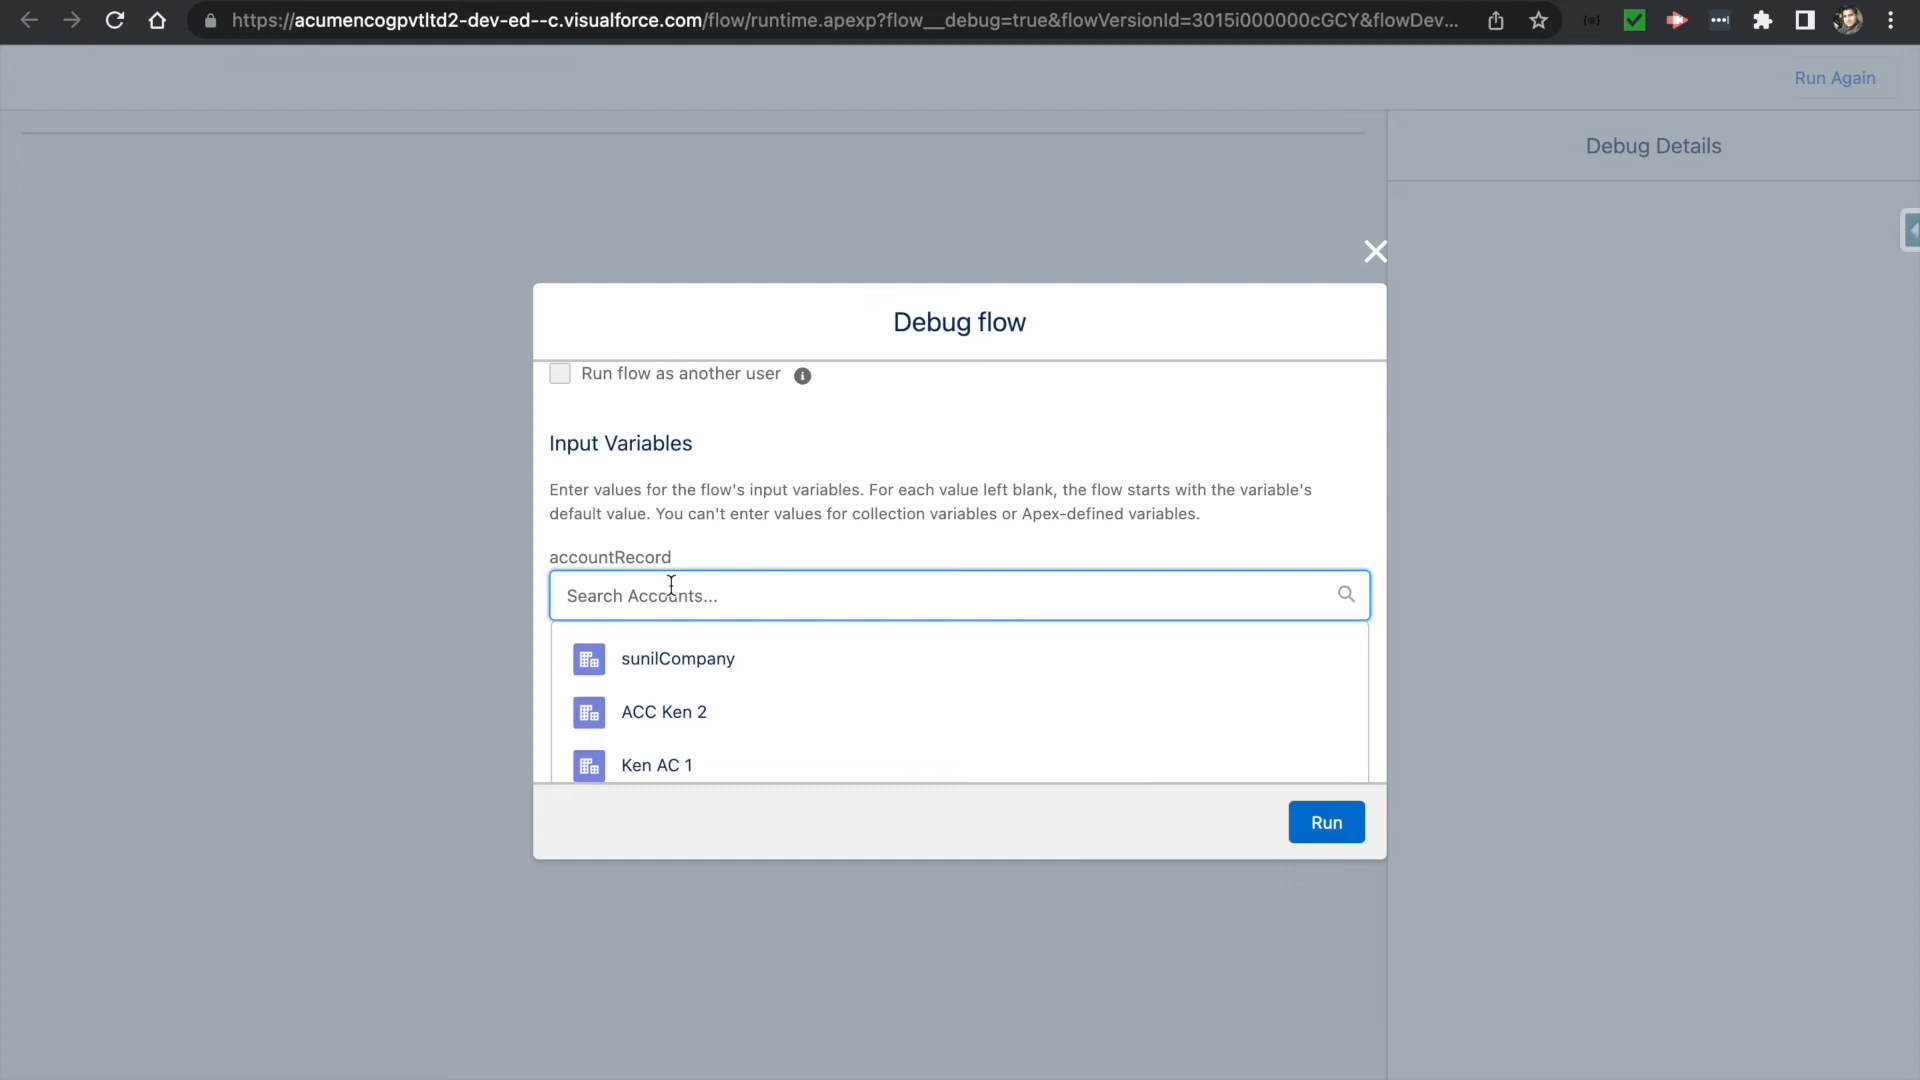 https://acumencogpvtltd2-dev-ed--c.visualforce.com/flow/runtime.apexp?flow__debug=true&flowVersionId=3015i000000cGCY&flowDev...
Run Again
Debug Details
Debug flow
Run flow as another user
Input Variables
Enter values for the flow's input variables. For each value left blank, the flow starts with the variable's
default value. You can't enter values for collection variables or Apex-defined variables.
accountRecord
Search Accounts...
sunilCompany
ACC Ken 2
Ken AC 1
Run